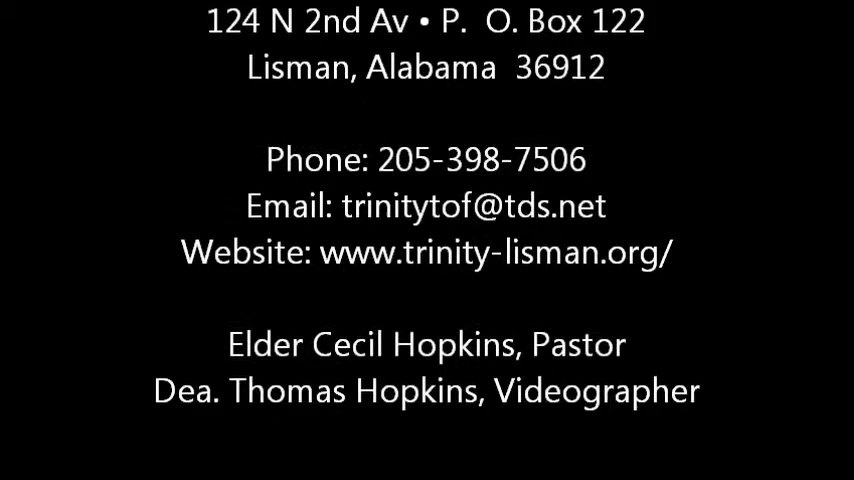 124 N 2nd Av • P.  O. Box 122
Lisman, Alabama  36912
Phone: 205-398-7506
Email: trinitytof@tds.net
Website: www.trinity-lisman.org/
Elder Cecil Hopkins, Pastor
Dea. Thomas Hopkins, Videographer